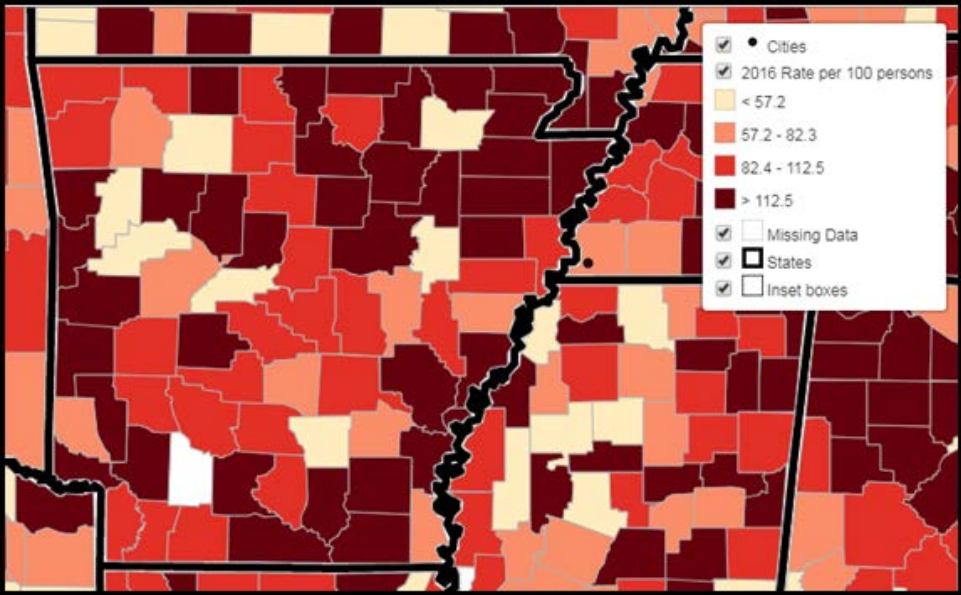 Cities
2016 Rate per 100 persons
< 57.2
57.2 - 82.3
82.4 - 112.5
> 112.5
Missing Data
States
Inset boxes